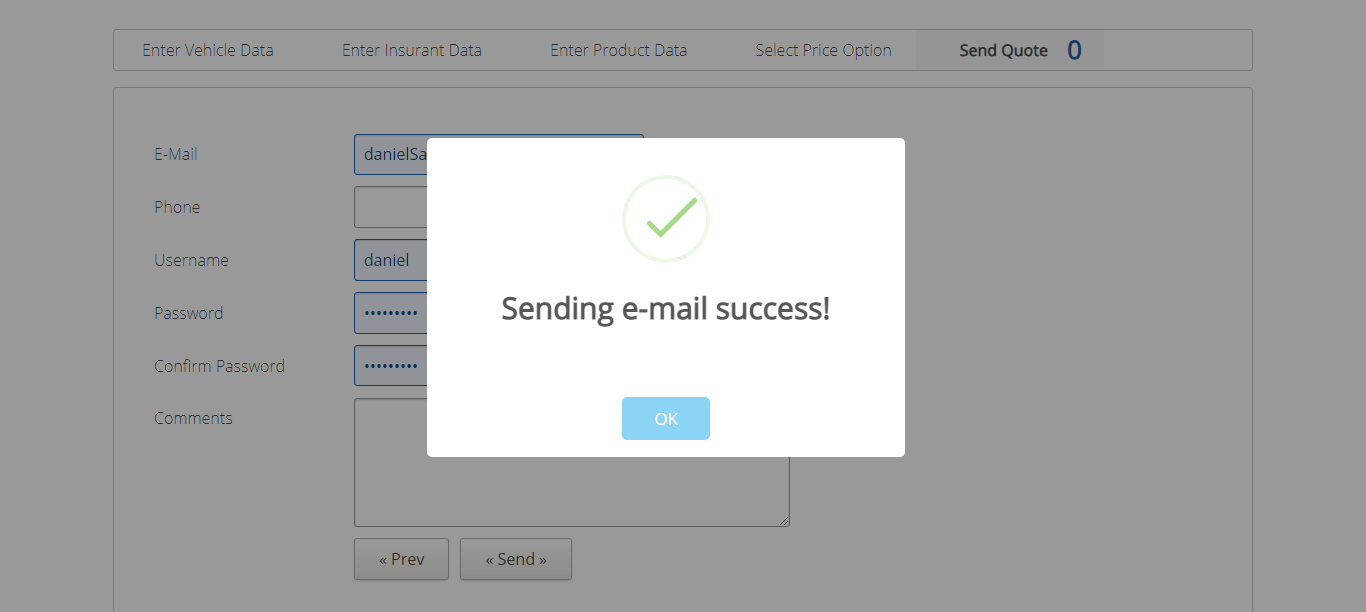 Enter Vehicle Data Enter Insurant Data Enter Product Data Select Price Option Send Quote 0
E-Mail danielSa
Phone
Username daniel
Password •••••••••
Confirm Password •••••••••
Comments
Sending e-mail success!
OK
« Prev « Send »